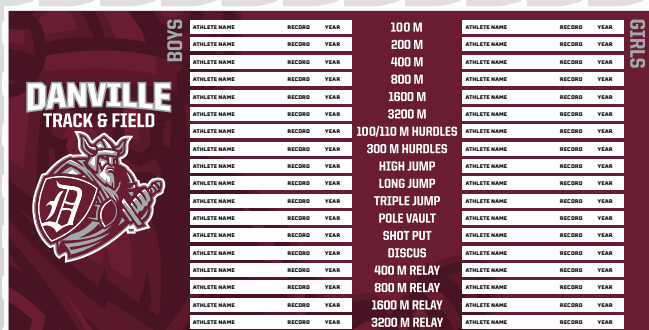 BOYS
GIRLS
DANVILLE
TRACK & FIELD
D
ATHLETE NAME RECORD YEAR 100 M ATHLETE NAME RECORD YEAR
ATHLETE NAME RECORD YEAR 200 M ATHLETE NAME RECORD YEAR
ATHLETE NAME RECORD YEAR 400 M ATHLETE NAME RECORD YEAR
ATHLETE NAME RECORD YEAR 800 M ATHLETE NAME RECORD YEAR
ATHLETE NAME RECORD YEAR 1600 M ATHLETE NAME RECORD YEAR
ATHLETE NAME RECORD YEAR 3200 M ATHLETE NAME RECORD YEAR
ATHLETE NAME RECORD YEAR 100/110 M HURDLES ATHLETE NAME RECORD YEAR
ATHLETE NAME RECORD YEAR 300 M HURDLES ATHLETE NAME RECORD YEAR
ATHLETE NAME RECORD YEAR HIGH JUMP ATHLETE NAME RECORD YEAR
ATHLETE NAME RECORD YEAR LONG JUMP ATHLETE NAME RECORD YEAR
ATHLETE NAME RECORD YEAR TRIPLE JUMP ATHLETE NAME RECORD YEAR
ATHLETE NAME RECORD YEAR POLE VAULT ATHLETE NAME RECORD YEAR
ATHLETE NAME RECORD YEAR SHOT PUT ATHLETE NAME RECORD YEAR
ATHLETE NAME RECORD YEAR DISCUS ATHLETE NAME RECORD YEAR
ATHLETE NAME RECORD YEAR 400 M RELAY ATHLETE NAME RECORD YEAR
ATHLETE NAME RECORD YEAR 800 M RELAY ATHLETE NAME RECORD YEAR
ATHLETE NAME RECORD YEAR 1600 M RELAY ATHLETE NAME RECORD YEAR
ATHLETE NAME RECORD YEAR 3200 M RELAY ATHLETE NAME RECORD YEAR